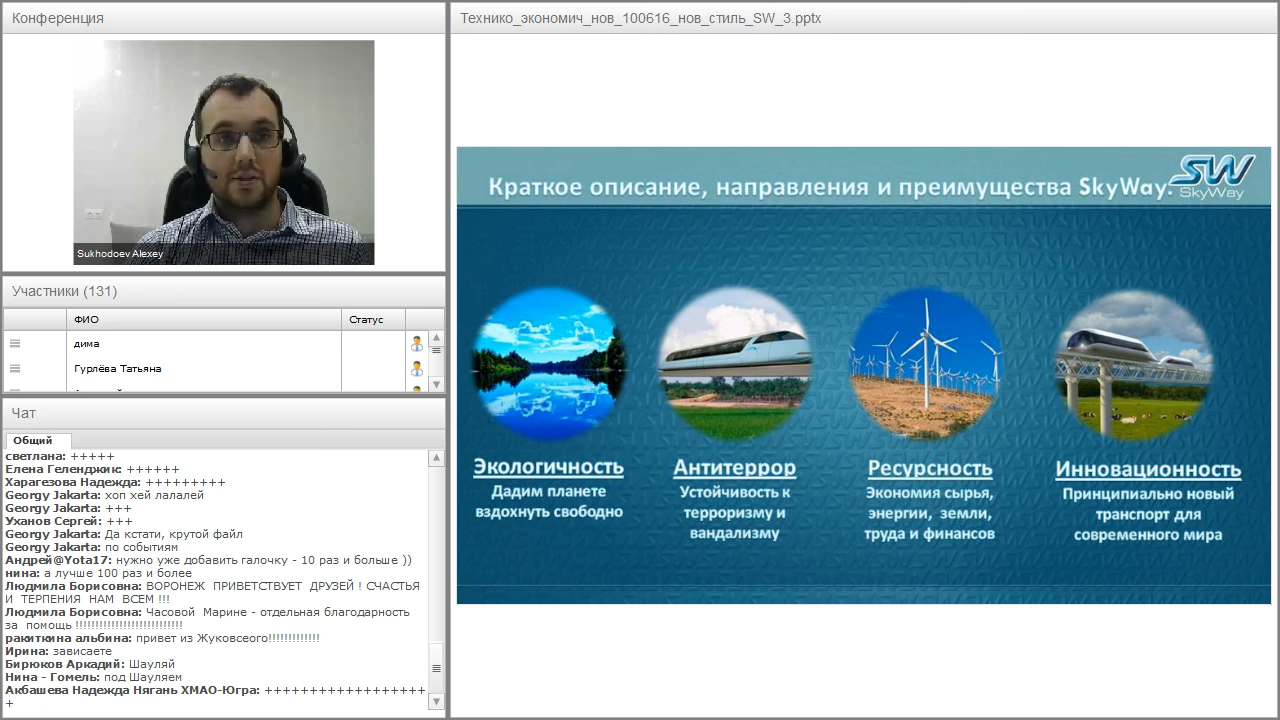 Конференция
Sukhodoev Alexey
Участники (131)
ФИО
Статус
дима
Гурлёва Татьяна
Чат
Общий
светлана: +++++
Елена Геленджик: ++++++
Харагезова Надежда: +++++++++
Georgy Jakarta: хоп хей лалалей
Georgy Jakarta: +++
Уханов Сергей: +++
Georgy Jakarta: Да кстати, крутой файл
Georgy Jakarta: по событиям
Андрей@Yota17: нужно уже добавить галочку - 10 раз и больше ))
нина: а лучше 100 раз и более
Людмила Борисовна: ВОРОНЕЖ ПРИВЕТСТВУЕТ ДРУЗЕЙ ! СЧАСТЬЯ
И ТЕРПЕНИЯ НАМ ВСЕМ !!!
Людмила Борисовна: Часовой Марине - отдельная благодарность
за помощь !!!!!!!!!!!!!!!!!!!!!!!!!!!
ракиткина альбина: привет из Жуковсеого!!!!!!!!!!!!!
Ирина: зависаете
Бирюков Аркадий: Шауляй
Нина - Гомель: под Шауляем
Акбашева Надежда Нягань ХМАО-Югра: ++++++++++++++++++
+
Технико_экономич_нов_100616_нов_стиль_SW_3.pptx
Краткое описание, направления и преимущества SkyWay.
SW
SkyWay
Экологичность
Дадим планете
вздохнуть свободно
Антитеррор
Устойчивость к
терроризму и
вандализму
Ресурсность
Экономия сырья,
энергии, земли,
труда и финансов
Инновационность
Принципиально новый
транспорт для
современного мира